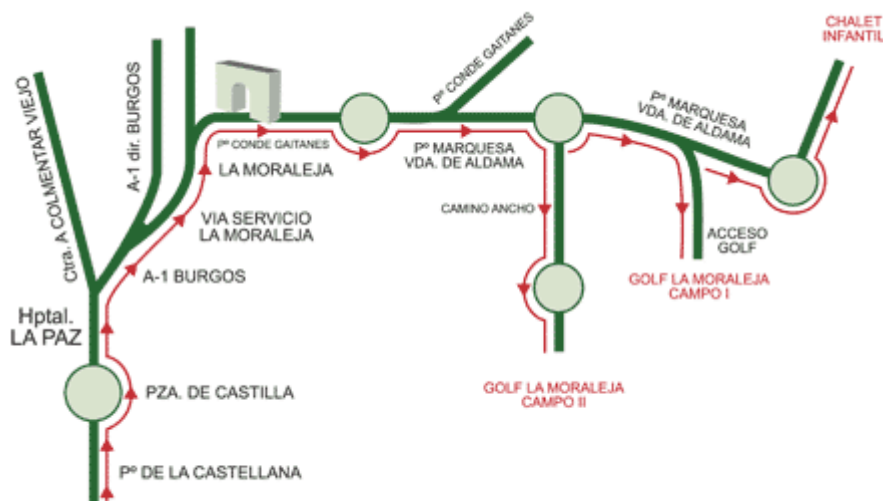 CHALET
INFANTIL
Pº CONDE GAITANES
Pº MARQUESA
VDA. DE ALDAMA
A-1 dir. BURGOS
Ctra. A COLMENTAR VIEJO
Pº CONDE GAITANES
LA MORALEJA
Pº MARQUESA
VDA. DE ALDAMA
VIA SERVICIO
LA MORALEJA
CAMINO ANCHO
ACCESO
GOLF
A-1 BURGOS
GOLF LA MORALEJA
CAMPO I
Hptal.
LA PAZ
PZA. DE CASTILLA
GOLF LA MORALEJA
CAMPO II
Pº DE LA CASTELLANA